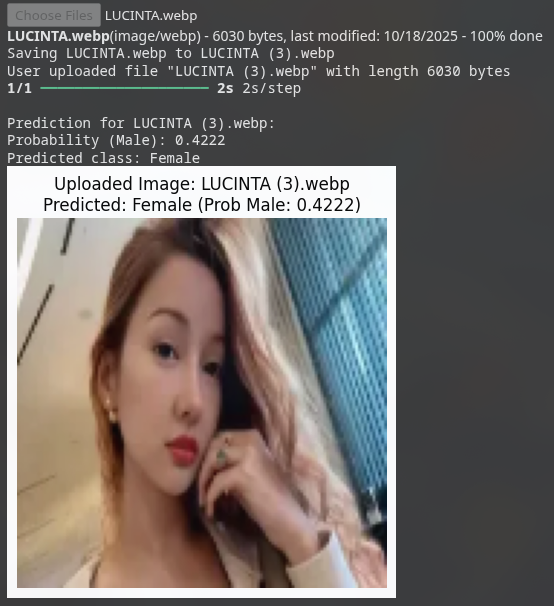 Choose Files LUCINTA.webp
LUCINTA.webp(image/webp) - 6030 bytes, last modified: 10/18/2025 - 100% done
Saving LUCINTA.webp to LUCINTA (3).webp
User uploaded file "LUCINTA (3).webp" with length 6030 bytes
1/1 ━━━━━━━━━━━━━━━━━━━━ 2s 2s/step
Prediction for LUCINTA (3).webp:
Probability (Male): 0.4222
Predicted class: Female
Uploaded Image: LUCINTA (3).webp
Predicted: Female (Prob Male: 0.4222)